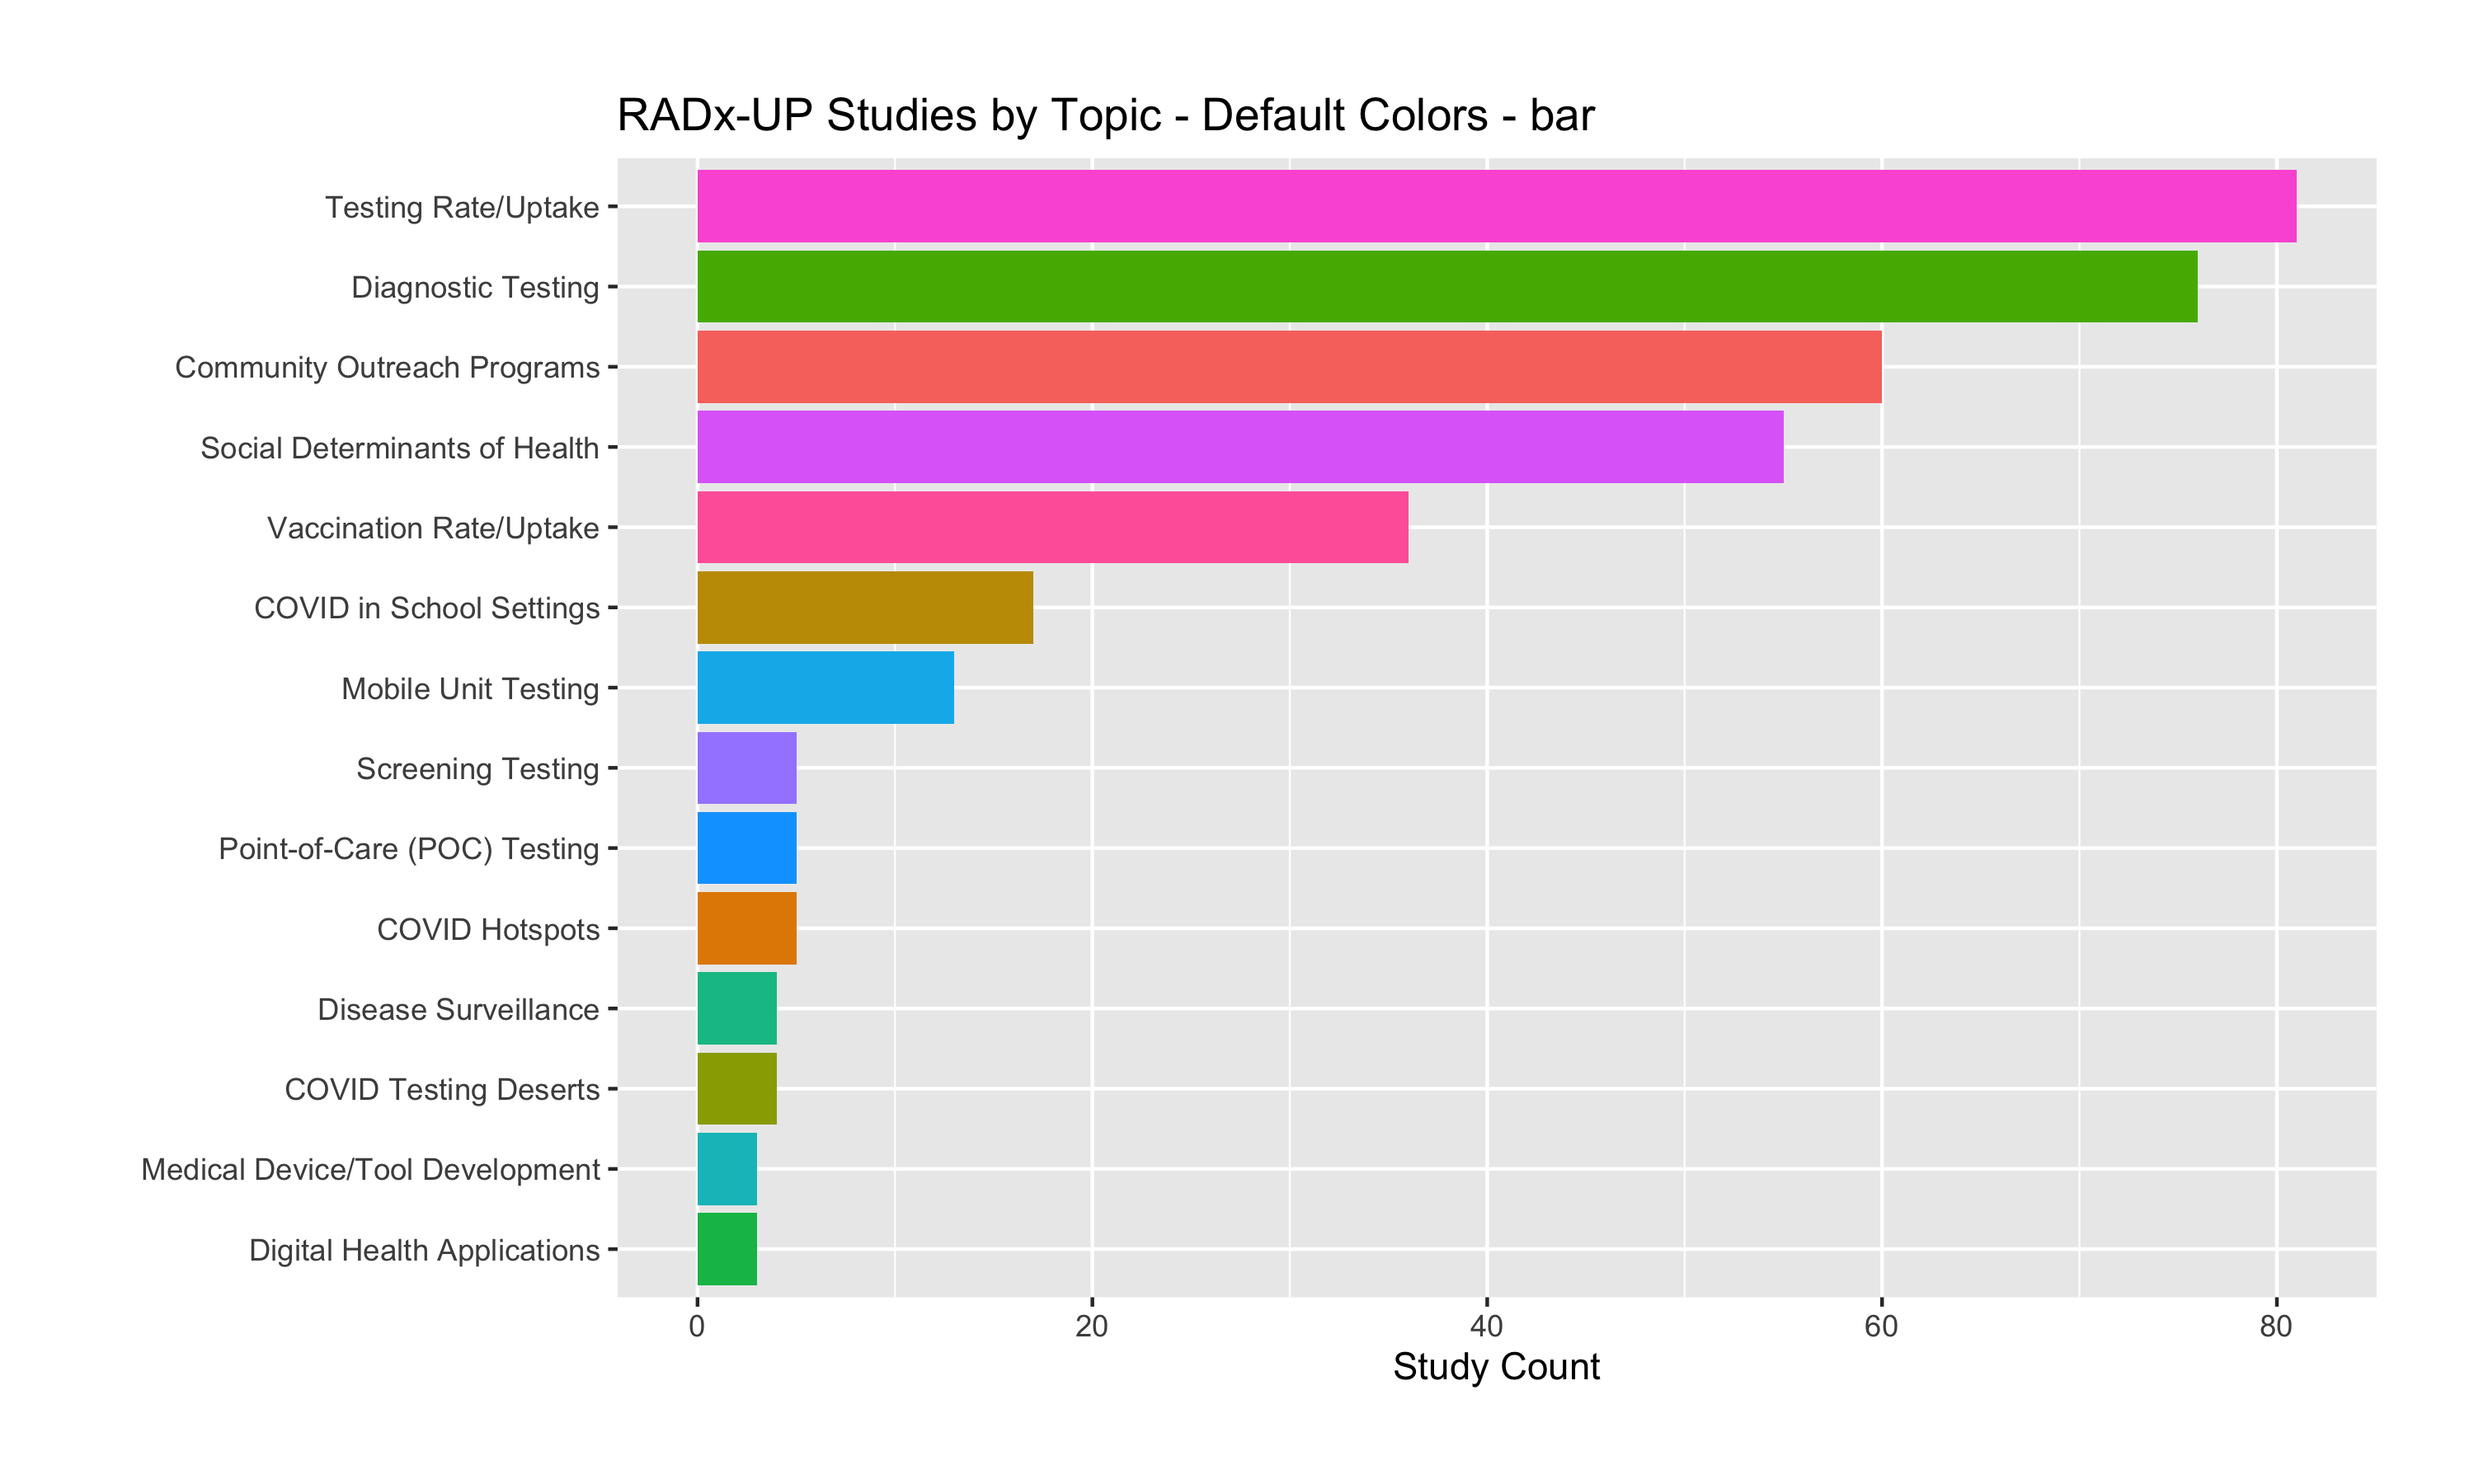 RADx-UP Studies by Topic - Default Colors - bar
Testing Rate/Uptake
Diagnostic Testing
Community Outreach Programs
Social Determinants of Health
Vaccination Rate/Uptake
COVID in School Settings
Mobile Unit Testing
Screening Testing
Point-of-Care (POC) Testing
COVID Hotspots
Disease Surveillance
COVID Testing Deserts
Medical Device/Tool Development
Digital Health Applications
0 20 40 60 80
Study Count